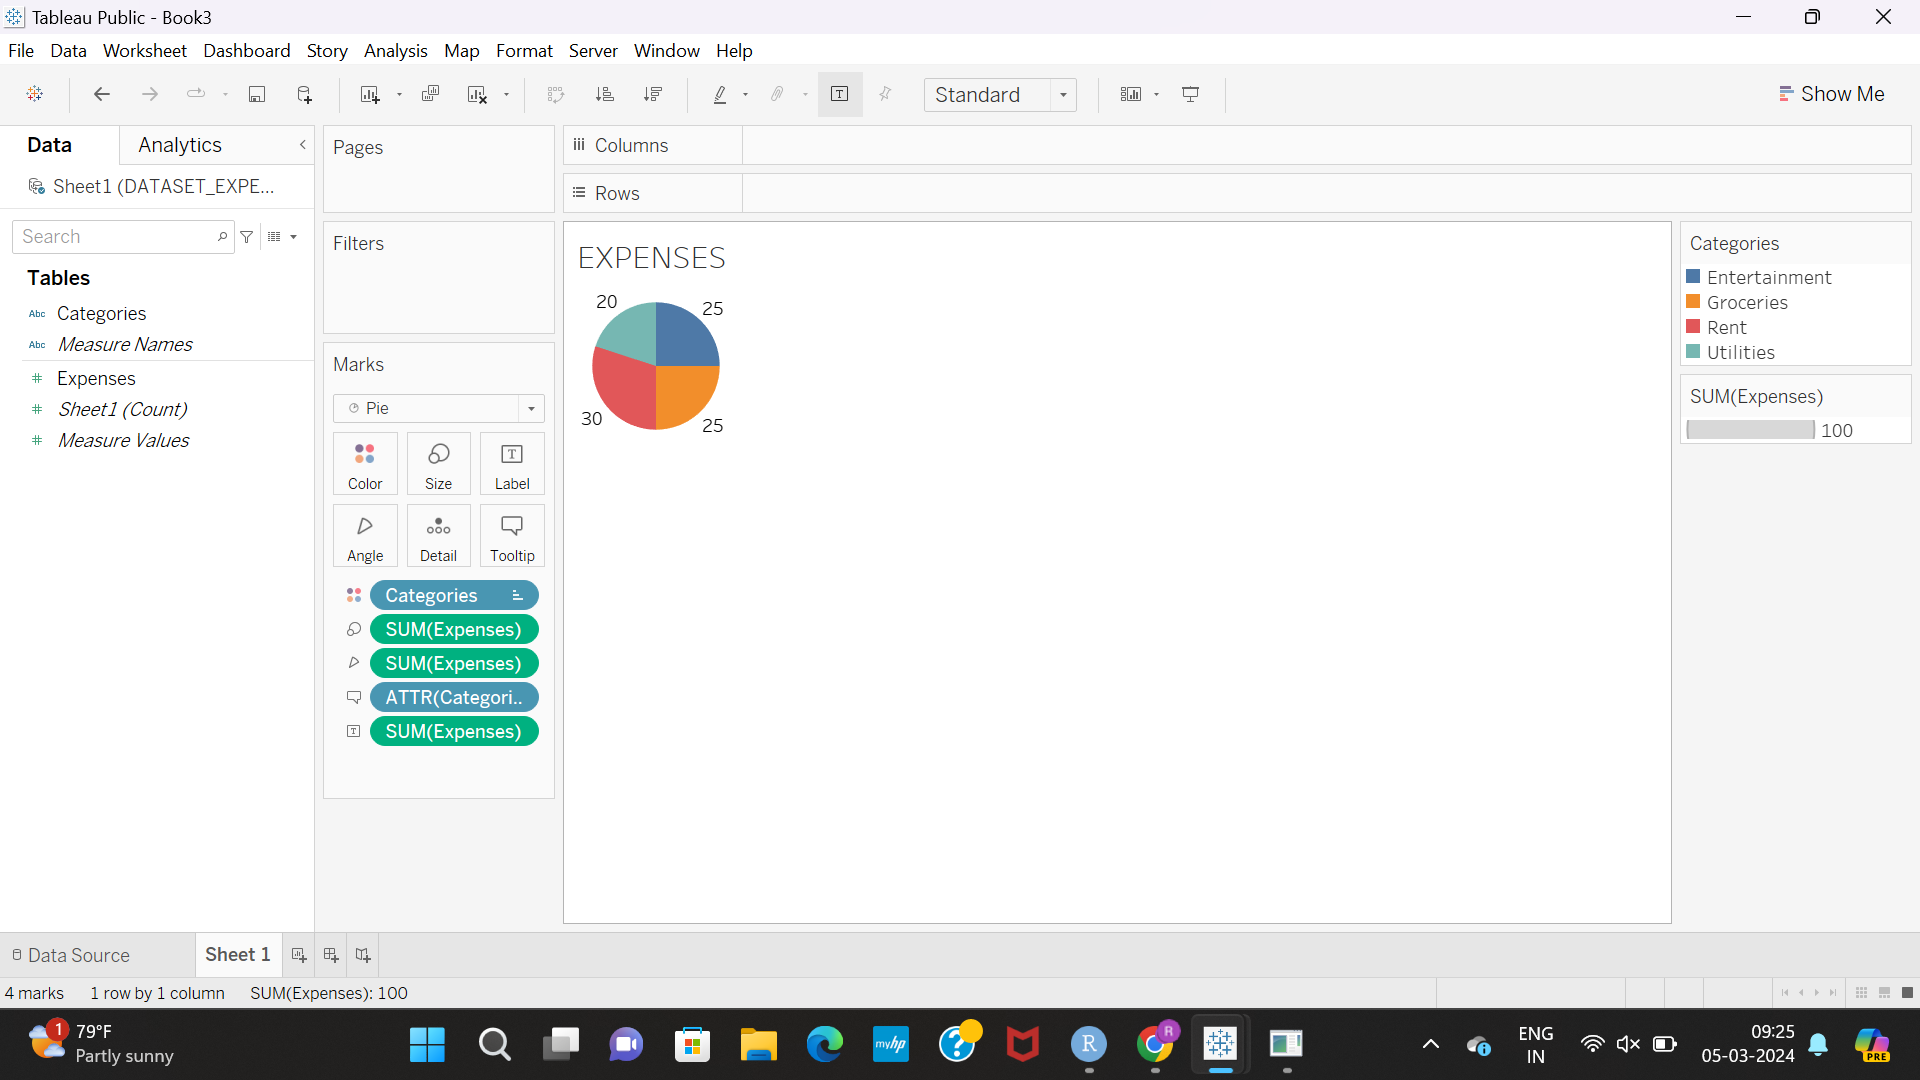 Tableau Public - Book3
File Data Worksheet Dashboard Story Analysis Map Format Server Window Help
Standard
Show Me
Data Analytics
Sheet1 (DATASET_EXPE...
Search
Tables
Abc Categories
Abc Measure Names
# Expenses
# Sheet1 (Count)
# Measure Values
Pages
Filters
Marks
Pie
Color Size Label
Angle Detail Tooltip
Categories
SUM(Expenses)
SUM(Expenses)
ATTR(Categori..
SUM(Expenses)
Columns
Rows
EXPENSES
20 25
30 25
Categories
Entertainment
Groceries
Rent
Utilities
SUM(Expenses)
100
Data Source Sheet 1
4 marks 1 row by 1 column SUM(Expenses): 100
1 79°F
Partly sunny
myhp
R
R
ENG
IN
09:25
05-03-2024
PRE